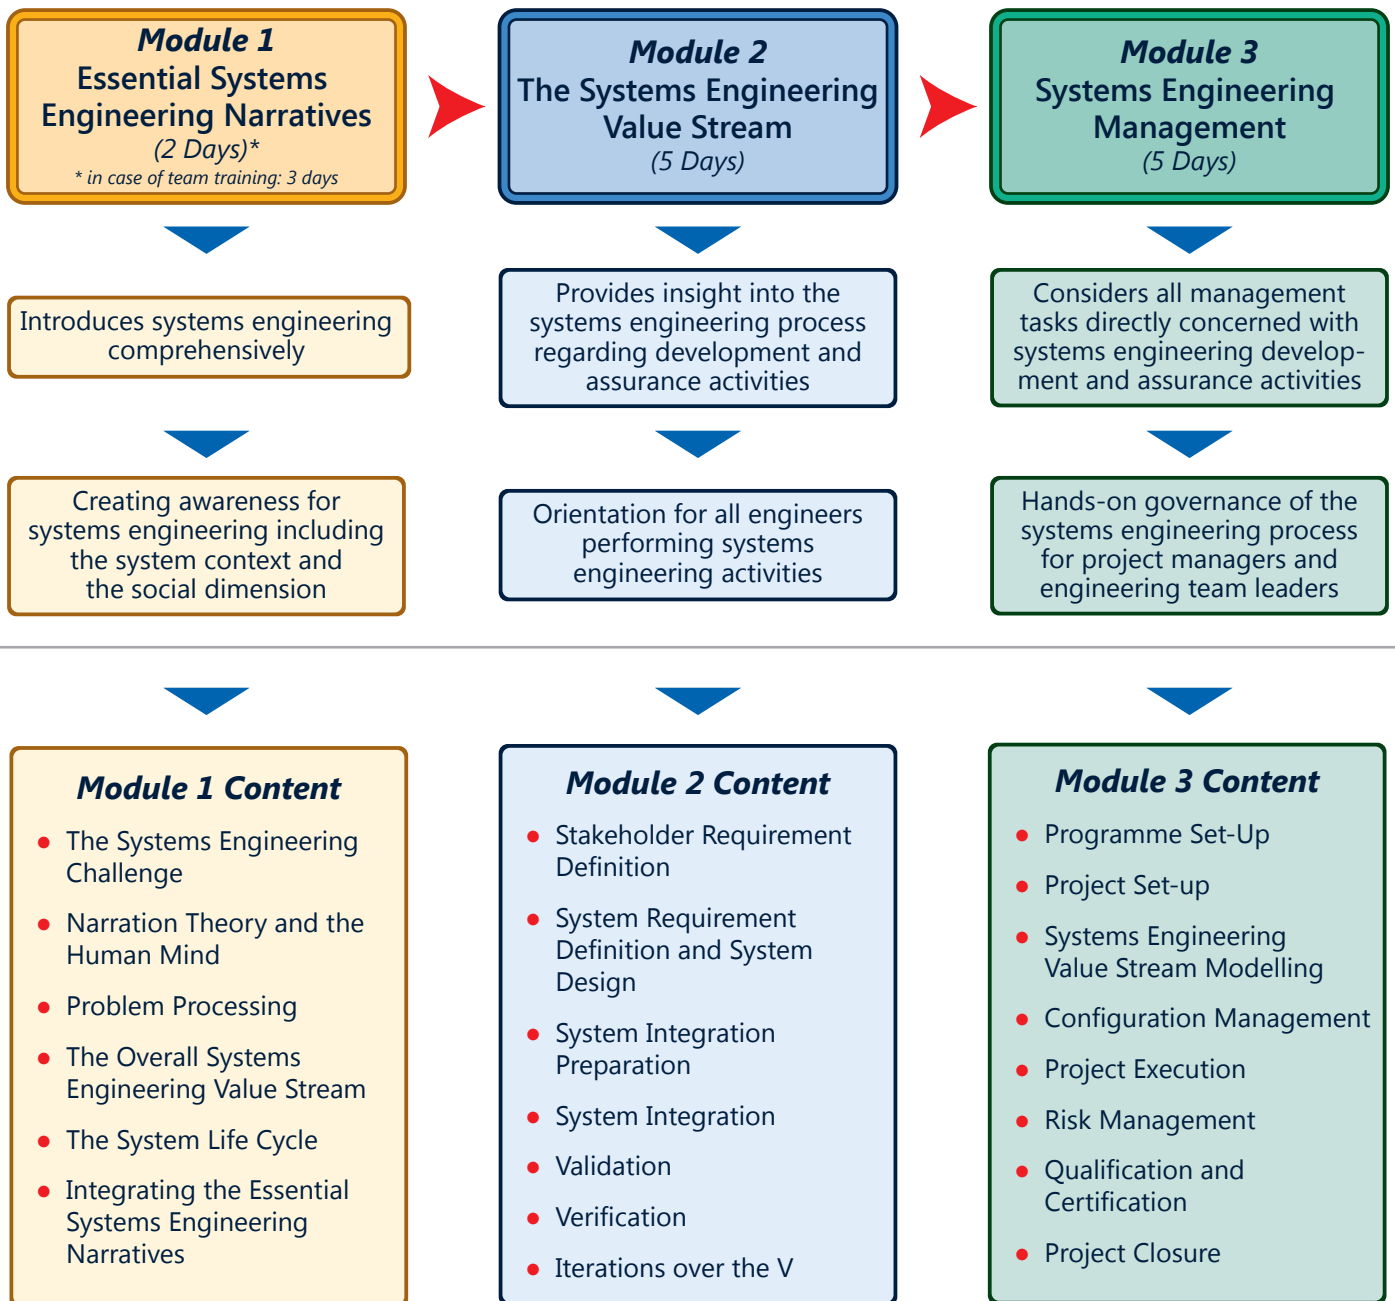 Module 1
Essential Systems
Engineering Narratives
(2 Days)*
* in case of team training: 3 days
Module 2
The Systems Engineering
Value Stream
(5 Days)
Module 3
Systems Engineering
Management
(5 Days)
Introduces systems engineering
comprehensively
Provides insight into the
systems engineering process
regarding development and
assurance activities
Considers all management
tasks directly concerned with
systems engineering develop-
ment and assurance activities
Creating awareness for
systems engineering including
the system context and
the social dimension
Orientation for all engineers
performing systems
engineering activities
Hands-on governance of the
systems engineering process
for project managers and
engineering team leaders
Module 1 Content
• The Systems Engineering
Challenge
• Narration Theory and the
Human Mind
• Problem Processing
• The Overall Systems
Engineering Value Stream
• The System Life Cycle
• Integrating the Essential
Systems Engineering
Narratives
Module 2 Content
• Stakeholder Requirement
Definition
• System Requirement
Definition and System
Design
• System Integration
Preparation
• System Integration
• Validation
• Verification
• Iterations over the V
Module 3 Content
• Programme Set-Up
• Project Set-up
• Systems Engineering
Value Stream Modelling
• Configuration Management
• Project Execution
• Risk Management
• Qualification and
Certification
• Project Closure